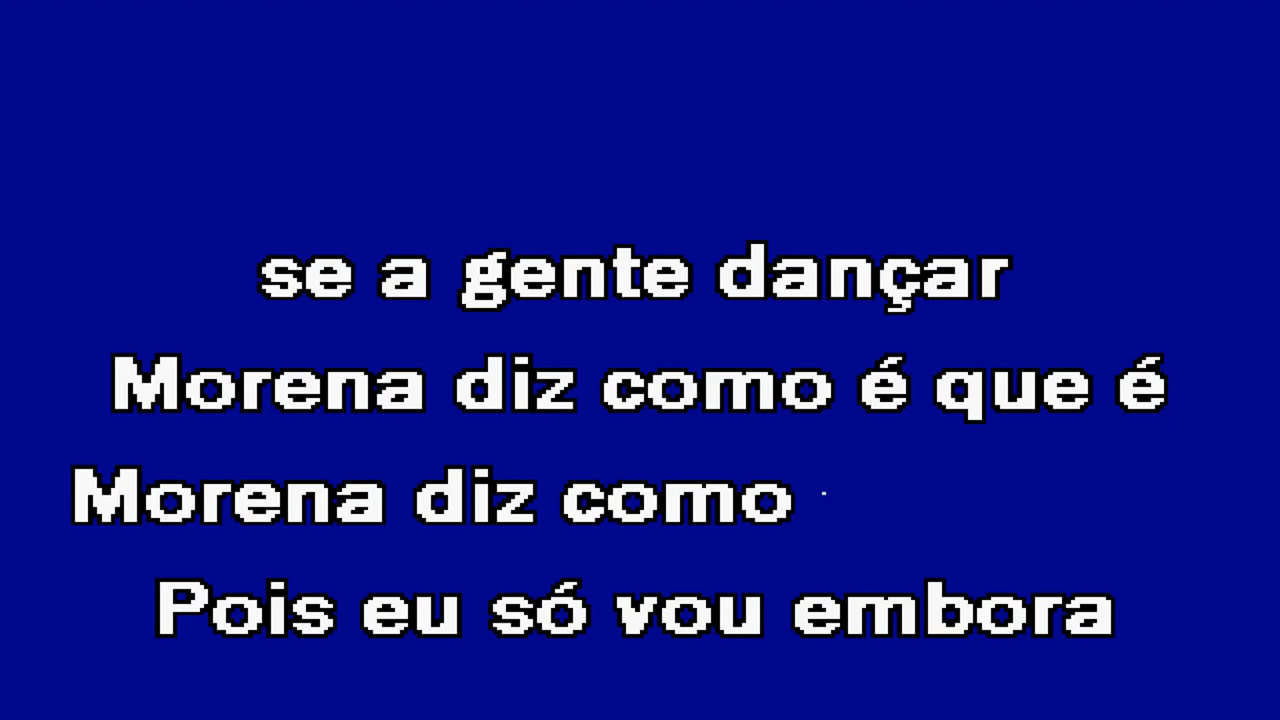 se a gente dançar
Morena diz como é que é
Morena diz como
Pois eu só vou embora